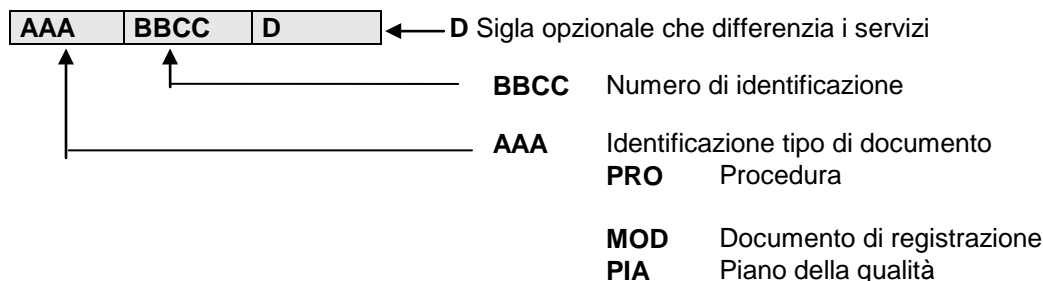 AAA BBCC D D Sigla opzionale che differenzia i servizi
BBCC Numero di identificazione
AAA Identificazione tipo di documento
PRO Procedura
MOD Documento di registrazione
PIA Piano della qualità